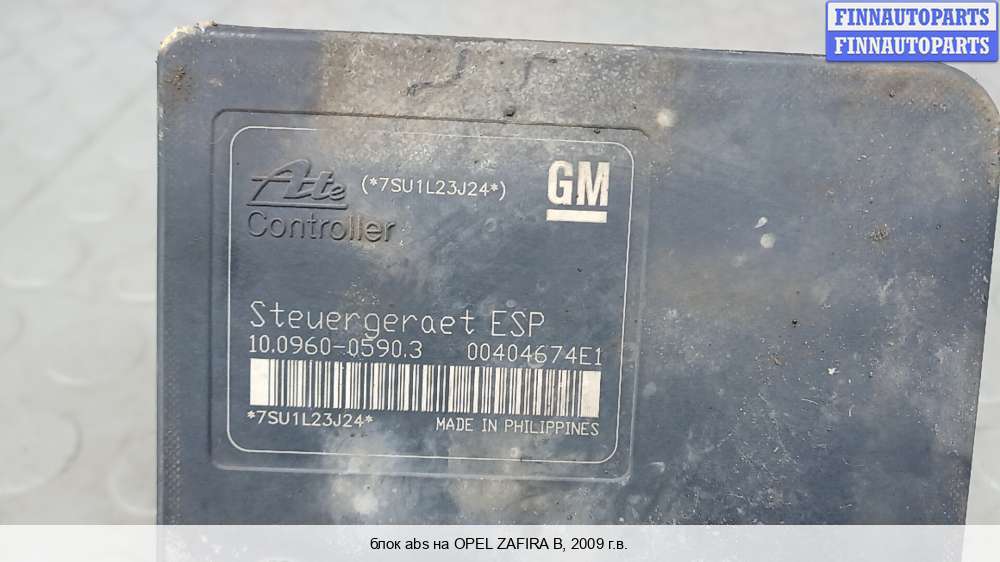 FINNAUTOPARTS
FINNAUTOPARTS
Ate (*7SU1L23J24*) GM
Controller
Steuergeraet ESP
10.0960-0590.3 00404674E1
*7SU1L23J24* MADE IN PHILIPPINES
блок abs на OPEL ZAFIRA B, 2009 г.в.